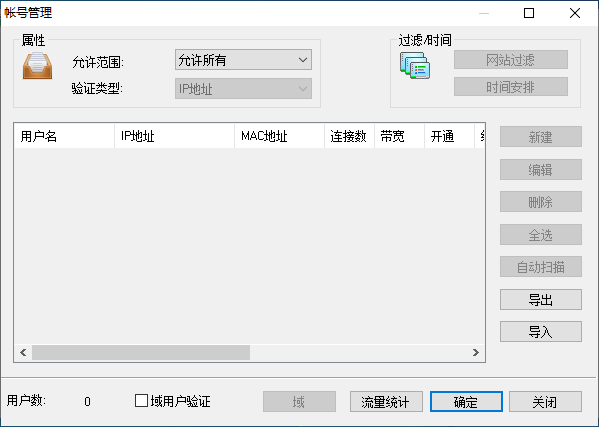 帐号管理
属性
允许范围: 允许所有
验证类型: IP地址
过滤/时间
网站过滤
时间安排
用户名 IP地址 MAC地址 连接数 带宽 开通
新建
编辑
删除
全选
自动扫描
导出
导入
用户数: 0 域用户验证 域 流量统计 确定 关闭